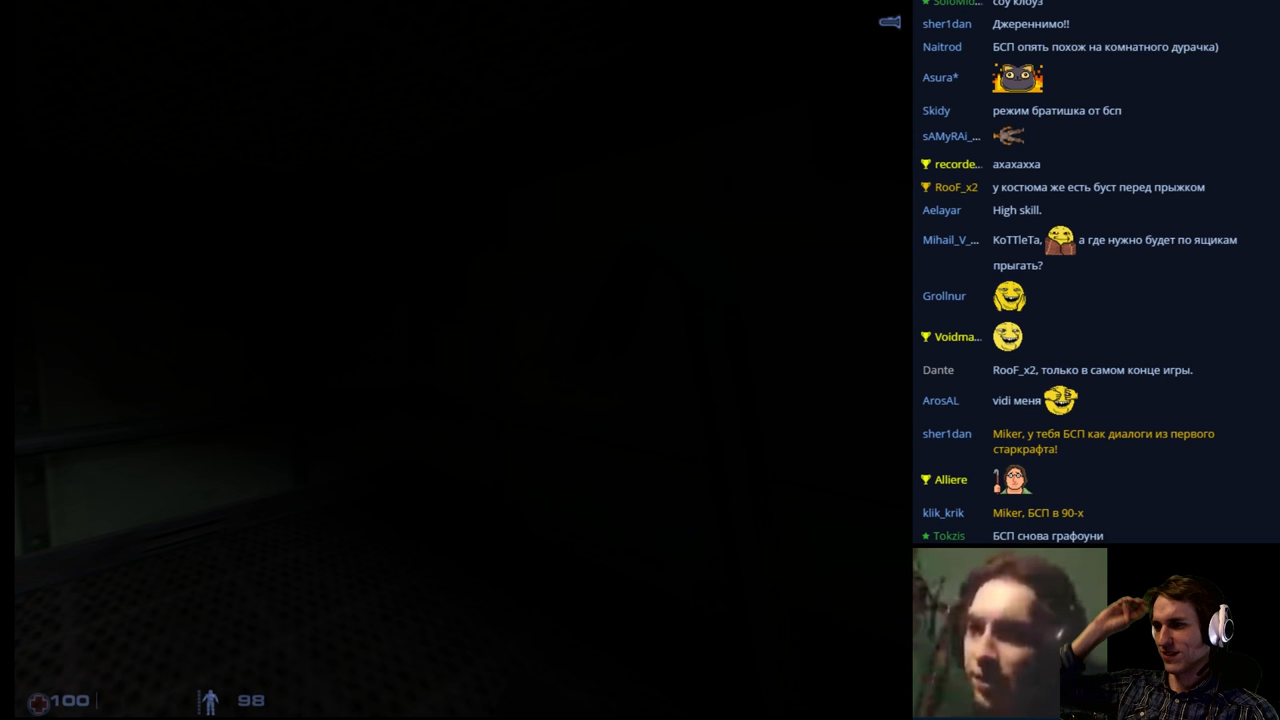 ★ SoloMid...
соу клоуз
sher1dan
Джереннимо!!
Naitrod
БСП опять похож на комнатного дурачка)
Asura*
Skidy
режим братишка от бсп
sAMyRAi_...
recorde...
ахахахха
RooF_x2
у костюма же есть буст перед прыжком
Aelayar
High skill.
Mihail_V_...
KoTTleTa, а где нужно будет по ящикам
прыгать?
Grollnur
Voidma...
Dante
RooF_x2, только в самом конце игры.
ArosAL
vidi меня
sher1dan
Miker, у тебя БСП как диалоги из первого
старкрафта!
Alliere
klik_krik
Miker, БСП в 90-х
★ Tokzis
БСП снова графоуни
100
98